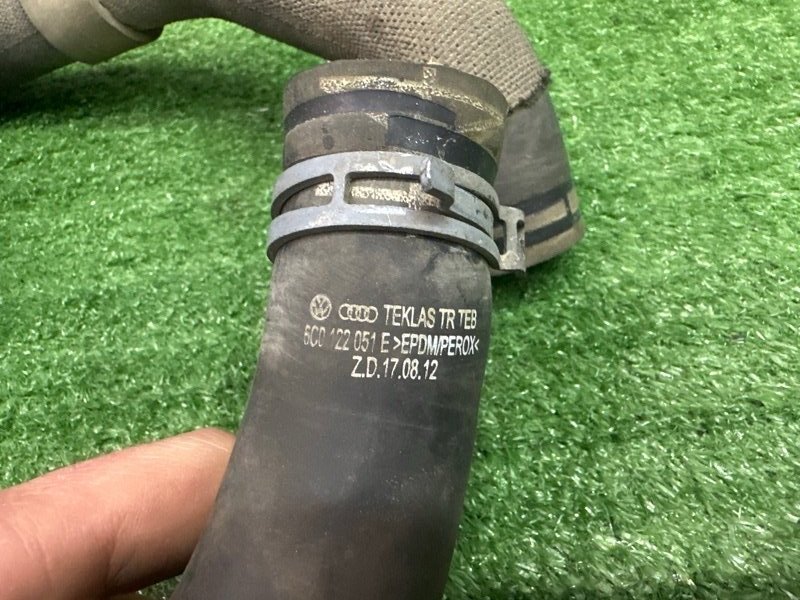 TEKLAS TR TEB
5C0 122 051 E >EPDM/PEROX<
Z.D.17.08.12